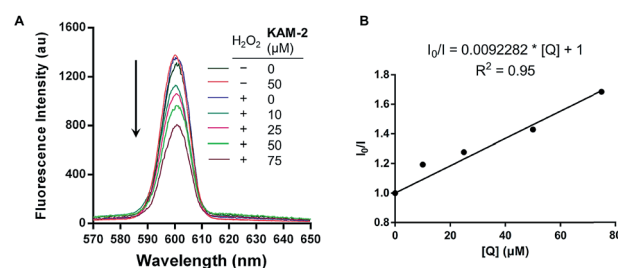 A
Fluorescence Intensity (au)
1600
1200
800
400
0
570 580 590 600 610 620 630 640 650
Wavelength (nm)
H₂O₂ KAM-2 (μM)
− 0
− 50
+ 0
+ 10
+ 25
+ 50
+ 75
B
I₀/I = 0.0092282 * [Q] + 1
R² = 0.95
I₀/I
1.8
1.6
1.4
1.2
1.0
0.8
0 20 40 60 80
[Q] (μM)